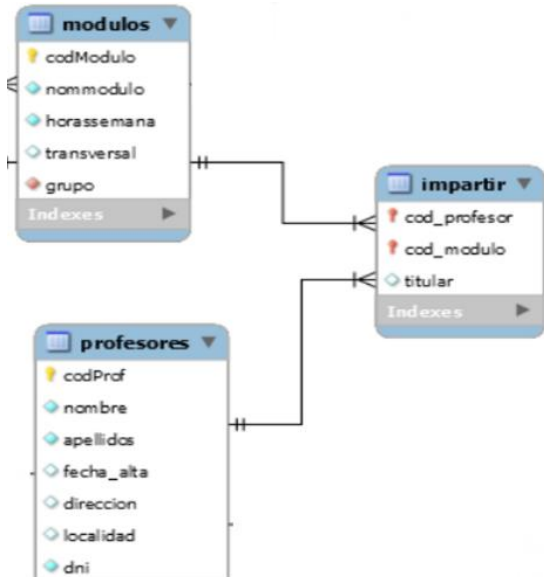 modulos
codModulo
nommodulo
horassemana
transversal
grupo
Indexes
impartir
cod_profesor
cod_modulo
titular
Indexes
profesores
codProf
nombre
apellidos
fecha_alta
direccion
localidad
dni